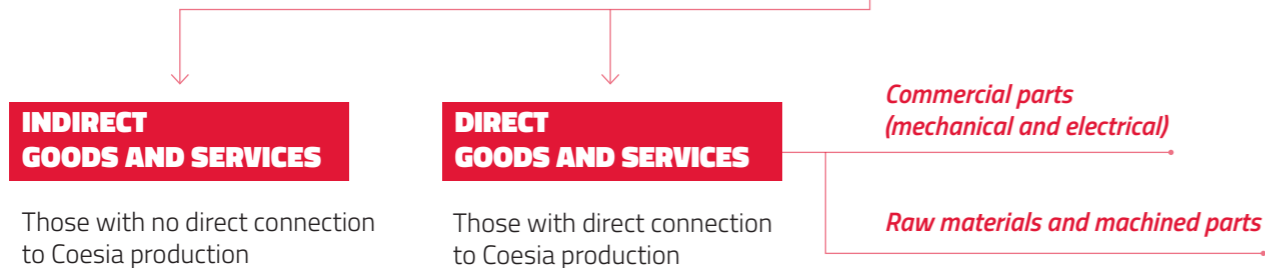 INDIRECT
GOODS AND SERVICES
Those with no direct connection
to Coesia production
DIRECT
GOODS AND SERVICES
Those with direct connection
to Coesia production
Commercial parts
(mechanical and electrical)
Raw materials and machined parts